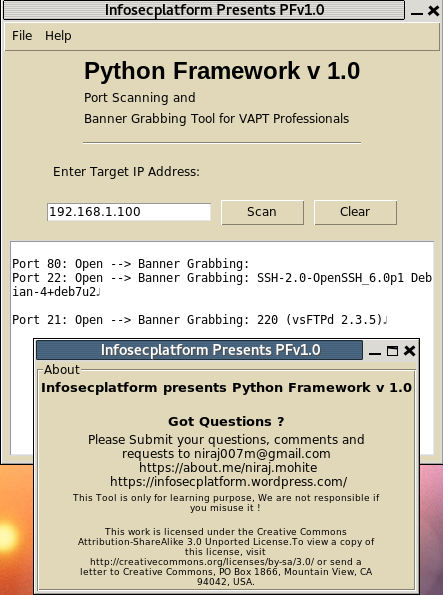 Infosecplatform Presents PFv1.0
File Help
Python Framework v 1.0
Port Scanning and
Banner Grabbing Tool for VAPT Professionals
Enter Target IP Address:
192.168.1.100 Scan Clear
Port 80: Open --> Banner Grabbing:
Port 22: Open --> Banner Grabbing: SSH-2.0-OpenSSH_6.0p1 Deb
ian-4+deb7u2
Port 21: Open --> Banner Grabbing: 220 (vsFTPd 2.3.5)
Infosecplatform Presents PFv1.0
About
Infosecplatform presents Python Framework v 1.0
Got Questions ?
Please Submit your questions, comments and
requests to niraj007m@gmail.com
https://about.me/niraj.mohite
https://infosecplatform.wordpress.com/
This Tool is only for learning purpose, We are not responsible if
you misuse it !
This work is licensed under the Creative Commons
Attribution-ShareAlike 3.0 Unported License.To view a copy of
this license, visit
http://creativecommons.org/licenses/by-sa/3.0/ or send a
letter to Creative Commons, PO Box 1866, Mountain View, CA
94042, USA.